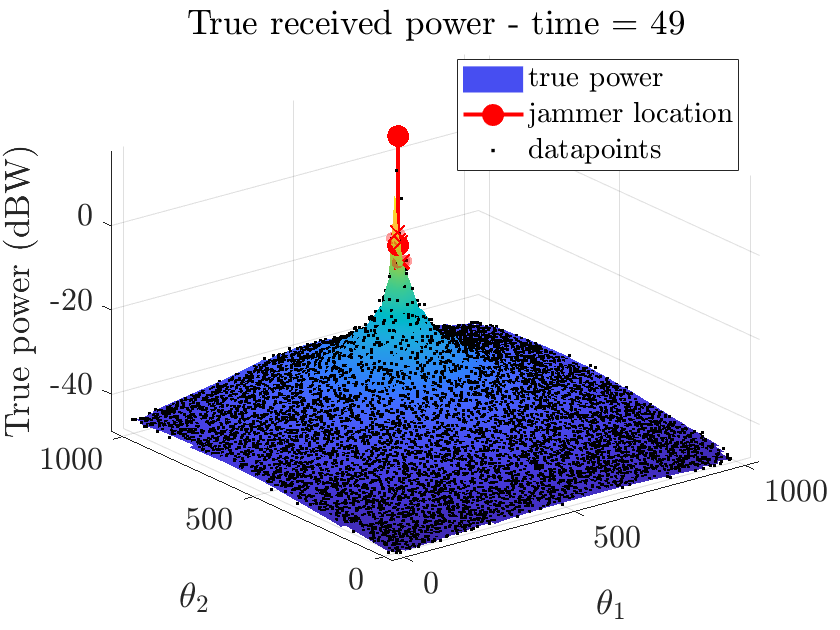 True received power - time = 49
true power
jammer location
datapoints
True power (dBW)
0
-20
-40
1000
500
0
θ2
0
500
1000
θ1